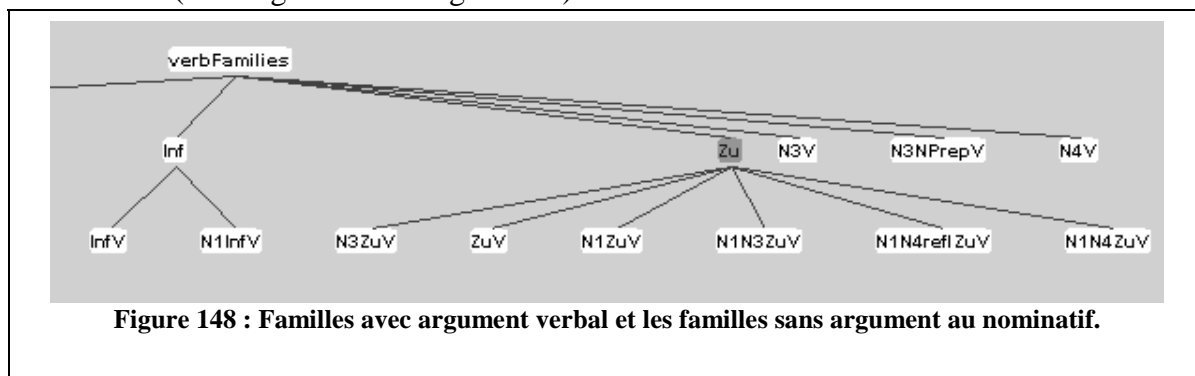 verbFamilies
Inf Zu N3V N3NPrepV N4V
InfV N1InfV N3ZuV ZuV N1ZuV N1N3ZuV N1N4reflZuV N1N4ZuV
Figure 148 : Familles avec argument verbal et les familles sans argument au nominatif.